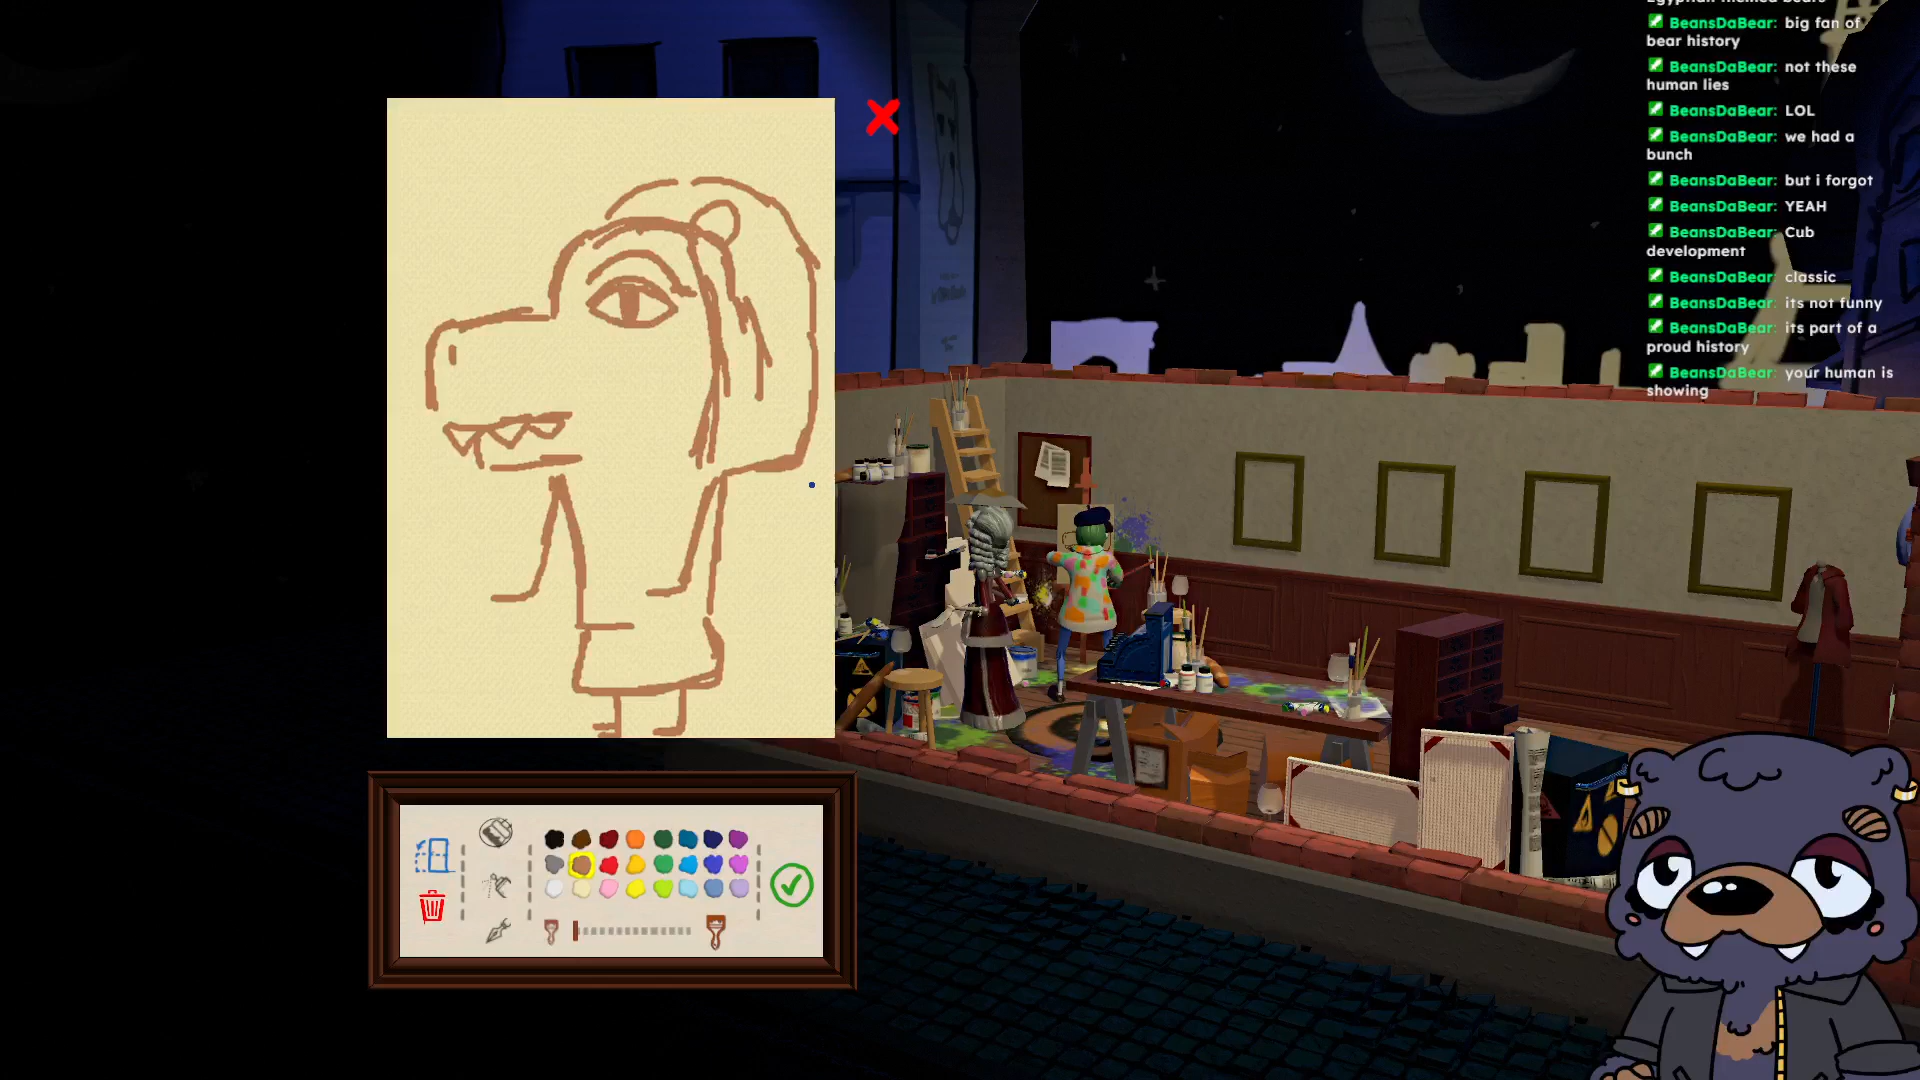 BeansDaBear: big fan of
bear history
BeansDaBear: not these
human lies
BeansDaBear: LOL
BeansDaBear: we had a
bunch
BeansDaBear: but i forgot
BeansDaBear: YEAH
BeansDaBear: Cub
development
BeansDaBear: classic
BeansDaBear: its not funny
BeansDaBear: its part of a
proud history
BeansDaBear: your human is
showing